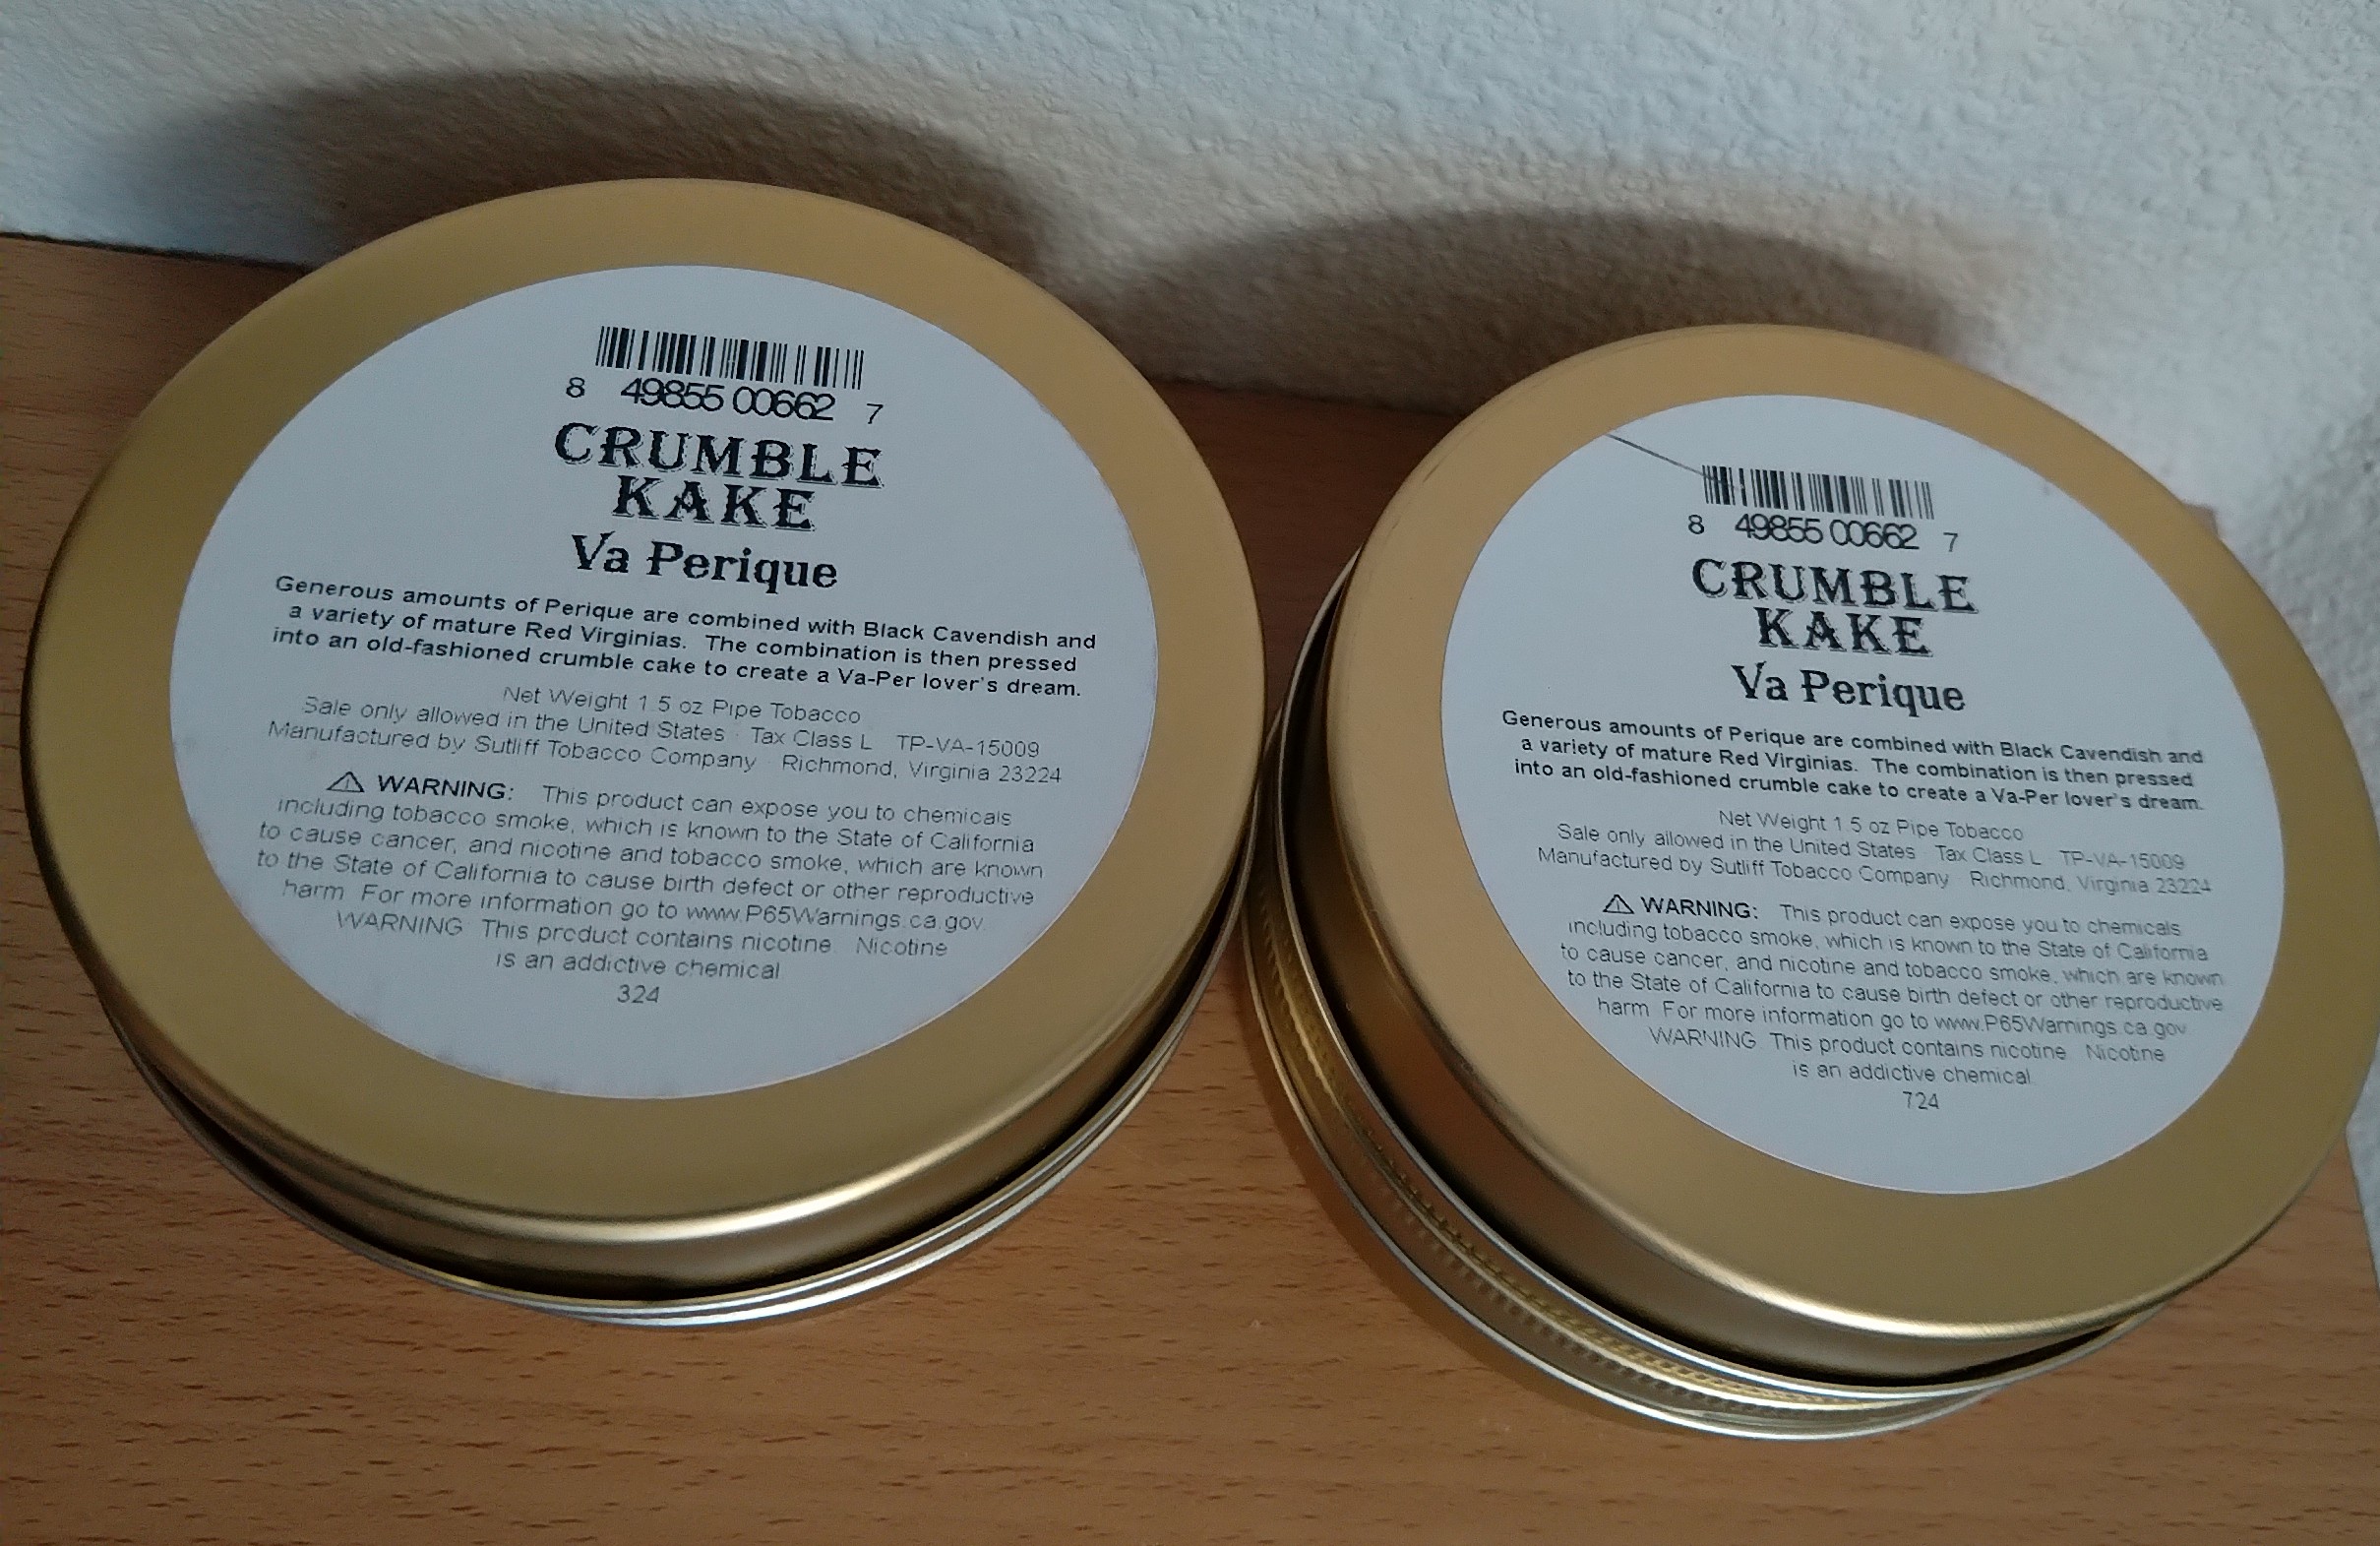 8 49855 00662 7
CRUMBLE
KAKE
Va Perique
Generous amounts of Perique are combined with Black Cavendish and
a variety of mature Red Virginias. The combination is then pressed
into an old-fashioned crumble cake to create a Va-Per lover's dream.
Net Weight 1.5 oz Pipe Tobacco
Sale only allowed in the United States · Tax Class L TP-VA-15009
Manufactured by Sutliff Tobacco Company · Richmond, Virginia 23224
⚠ WARNING: This product can expose you to chemicals
including tobacco smoke, which is known to the State of California
to cause cancer, and nicotine and tobacco smoke, which are known
to the State of California to cause birth defect or other reproductive
harm. For more information go to www.P65Warnings.ca.gov.
WARNING: This product contains nicotine. Nicotine
is an addictive chemical
324
8 49855 00662 7
CRUMBLE
KAKE
Va Perique
Generous amounts of Perique are combined with Black Cavendish and
a variety of mature Red Virginias. The combination is then pressed
into an old-fashioned crumble cake to create a Va-Per lover's dream.
Net Weight 1.5 oz Pipe Tobacco
Sale only allowed in the United States · Tax Class L · TP-VA-15009
Manufactured by Sutliff Tobacco Company · Richmond, Virginia 23224
⚠ WARNING: This product can expose you to chemicals
including tobacco smoke, which is known to the State of California
to cause cancer, and nicotine and tobacco smoke, which are known
to the State of California to cause birth defect or other reproductive
harm. For more information go to www.P65Warnings.ca.gov.
WARNING: This product contains nicotine. Nicotine
is an addictive chemical.
724